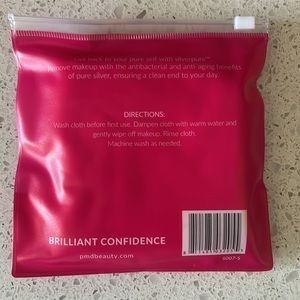 Get back to your pure self with silverpure™.
Remove makeup with the antibacterial and anti-aging benefits
of pure silver, ensuring a clean end to your day.
DIRECTIONS:
Wash cloth before first use. Dampen cloth with warm water and
gently wipe off makeup. Rinse cloth.
Machine wash as needed.
BRILLIANT CONFIDENCE
pmdbeauty.com
6007-S